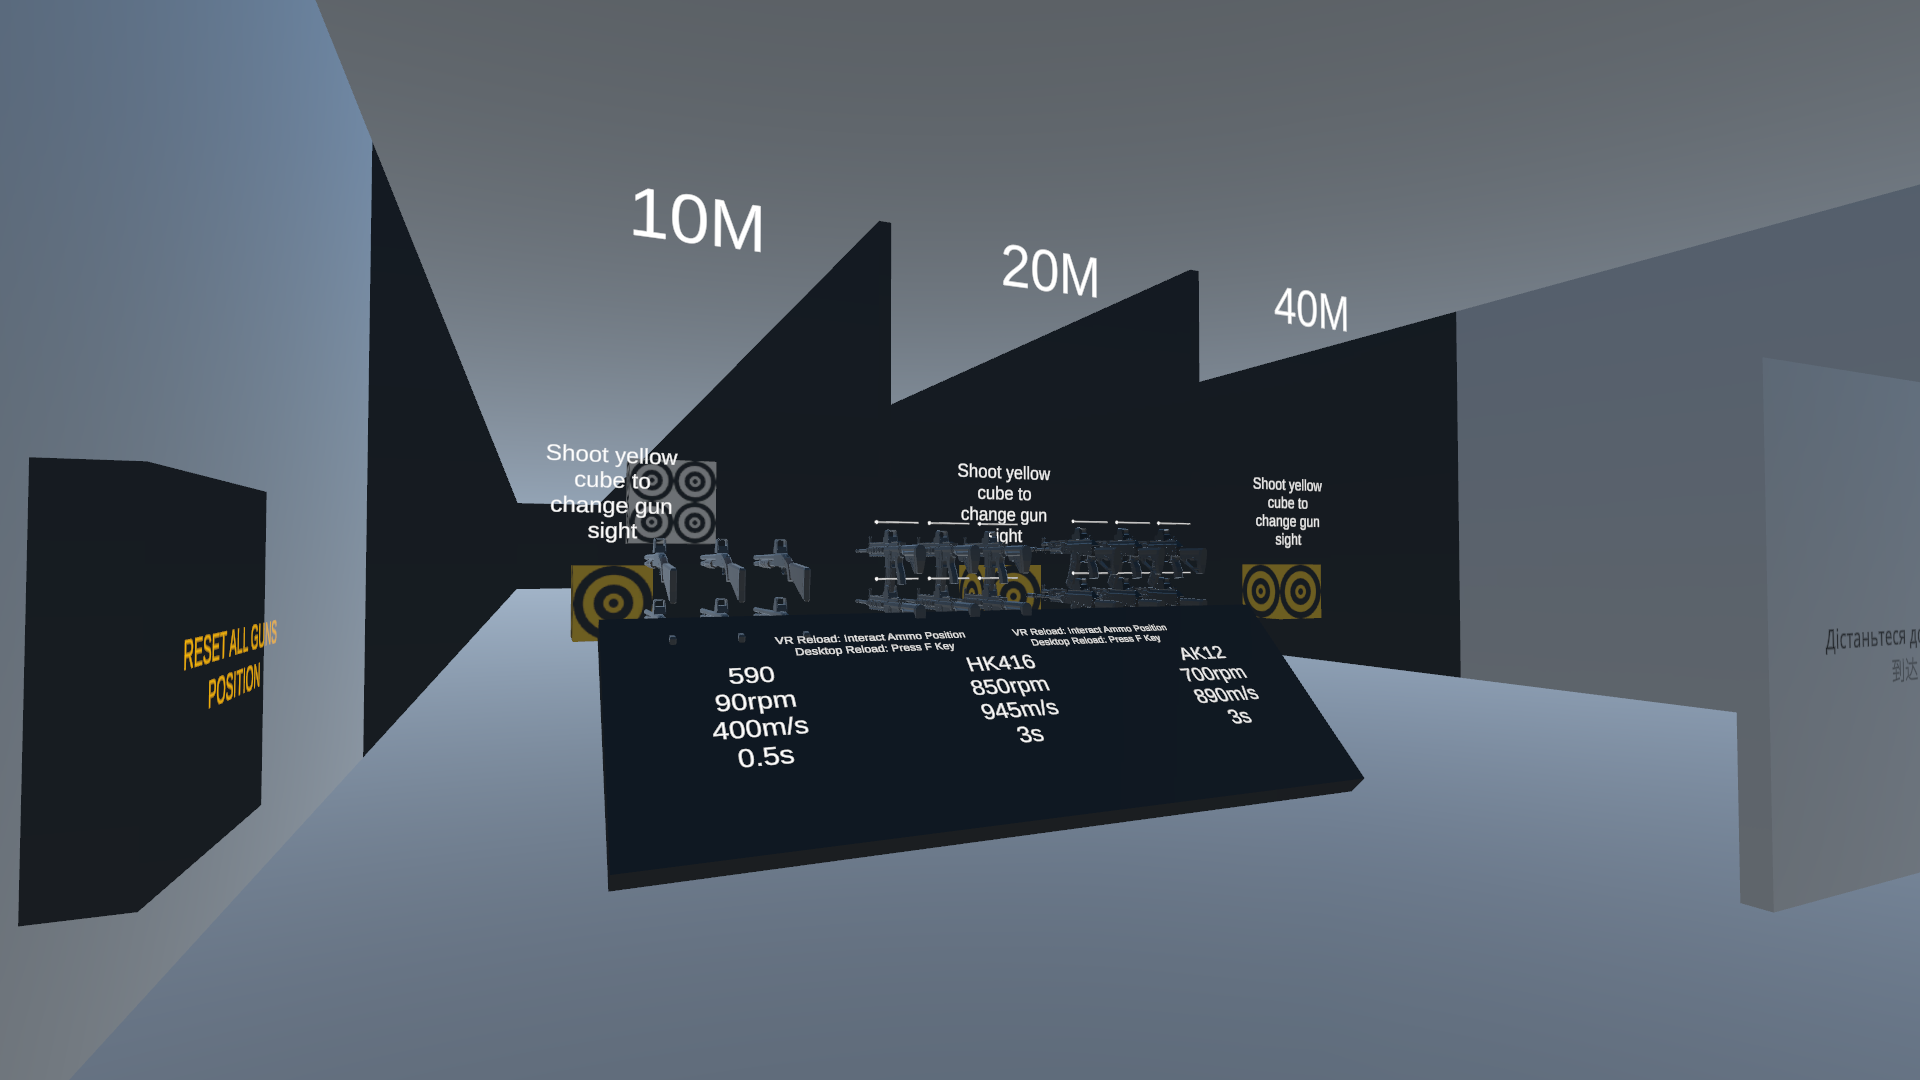 10M
20M
40M
Shoot yellow
cube to
change gun
sight
Shoot yellow
cube to
change gun
sight
Shoot yellow
cube to
change gun
sight
RESET ALL GUNS
POSITION
VR Reload: Interact Ammo Position
Desktop Reload: Press F Key
VR Reload: Interact Ammo Position
Desktop Reload: Press F Key
590
90rpm
400m/s
0.5s
HK416
850rpm
945m/s
3s
AK12
700rpm
890m/s
3s
Дістаньтеся
到达